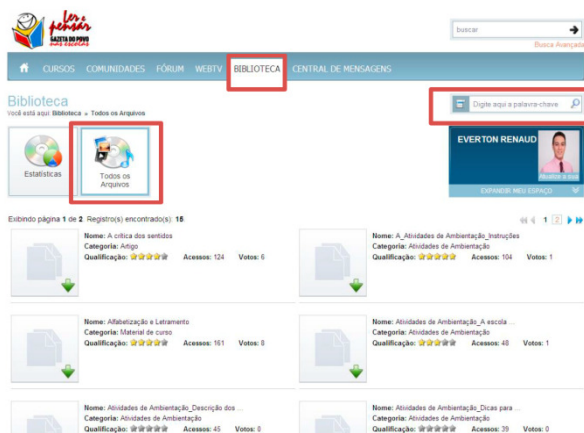 ler e
pensar
GAZETA DO POVO
nas escolas
buscar
Busca Avançada
CURSOS COMUNIDADES FÓRUM WEBTV BIBLIOTECA CENTRAL DE MENSAGENS
Biblioteca
Você está aqui: Biblioteca Todos os Arquivos
Digite aqui a palavra-chave
Estatísticas
Todos os
Arquivos
EVERTON RENAUD
EXPANDIR MEU ESPAÇO
Exibindo página 1 de 2 Registro(s) encontrado(s): 15
1 2
Nome: A crítica dos sentidos
Categoria: Artigo
Qualificação: Acessos: 124 Votos: 6
Nome: A_Atividades de Ambientação_Instruções
Categoria: Atividades de Ambientação
Qualificação: Acessos: 104 Votos: 1
Nome: Alfabetização e Letramento
Categoria: Material de curso
Qualificação: Acessos: 161 Votos: 8
Nome: Atividades de Ambientação_A escola ...
Categoria: Atividades de Ambientação
Qualificação: Acessos: 48 Votos: 1
Nome: Atividades de Ambientação_Descrição dos ...
Categoria: Atividades de Ambientação
Qualificação: Acessos: 45 Votos: 0
Nome: Atividades de Ambientação_Dicas para ...
Categoria: Atividades de Ambientação
Qualificação: Acessos: 39 Votos: 0